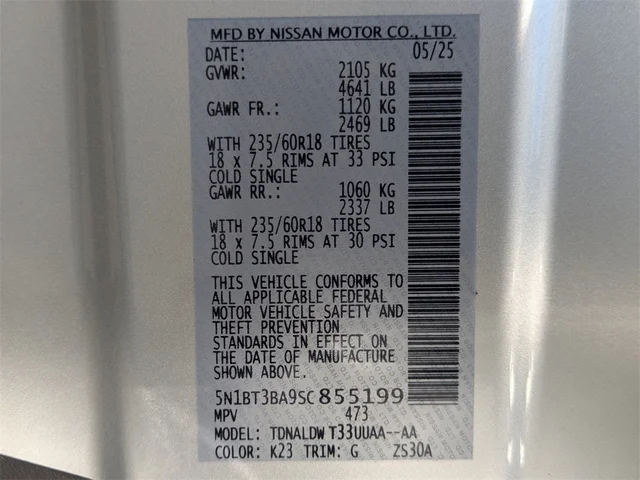 MFD BY NISSAN MOTOR CO., LTD.
DATE: 05/25
GVWR: 2105 KG
4641 LB
GAWR FR.: 1120 KG
2469 LB
WITH 235/60R18 TIRES
18 x 7.5 RIMS AT 33 PSI
COLD SINGLE
GAWR RR.: 1060 KG
2337 LB
WITH 235/60R18 TIRES
18 x 7.5 RIMS AT 30 PSI
COLD SINGLE
THIS VEHICLE CONFORMS TO
ALL APPLICABLE FEDERAL
MOTOR VEHICLE SAFETY AND
THEFT PREVENTION
STANDARDS IN EFFECT ON
THE DATE OF MANUFACTURE
SHOWN ABOVE.
5N1BT3BA9SC855199
MPV 473
MODEL: TDNALDW T33UUAA--AA
COLOR: K23 TRIM: G ZS30A